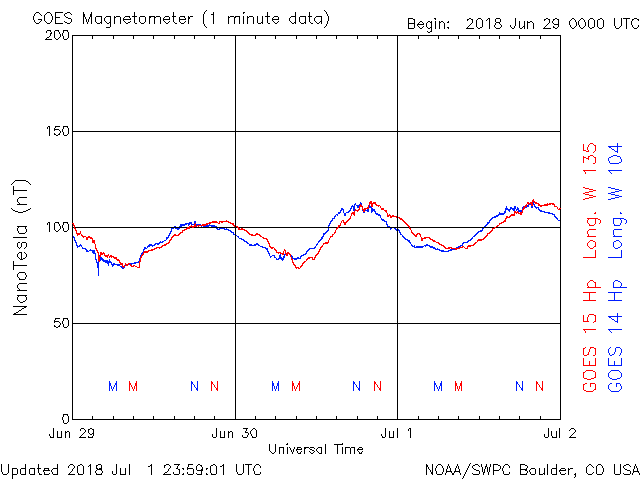 GOES Magnetometer (1 minute data)
Begin: 2018 Jun 29 0000 UTC
200
150
100
50
0
NanoTesla (nT)
M M N N M M N N M M N N
Jun 29 Jun 30 Jul 1 Jul 2
Universal Time
GOES 15 Hp Long. W 135
GOES 14 Hp Long. W 104
Updated 2018 Jul 1 23:59:01 UTC
NOAA/SWPC Boulder, CO USA